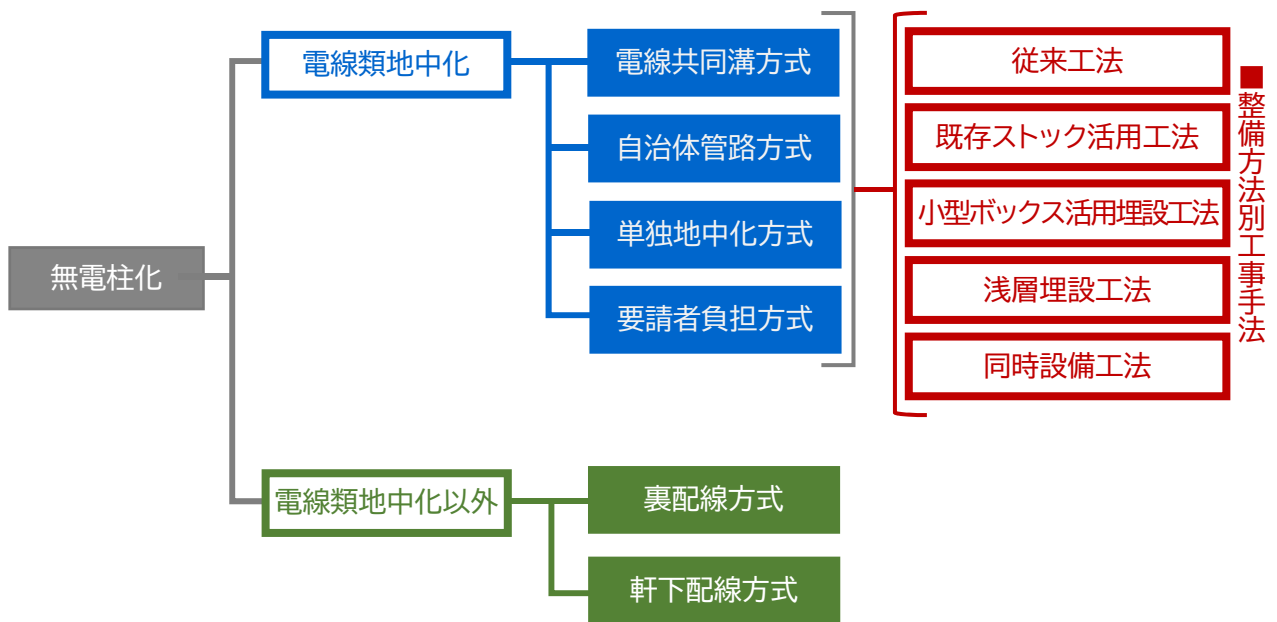 無電柱化
電線類地中化
電線共同溝方式
自治体管路方式
単独地中化方式
要請者負担方式
■整備方法別工事手法
従来工法
既存ストック活用工法
小型ボックス活用埋設工法
浅層埋設工法
同時設備工法
電線類地中化以外
裏配線方式
軒下配線方式